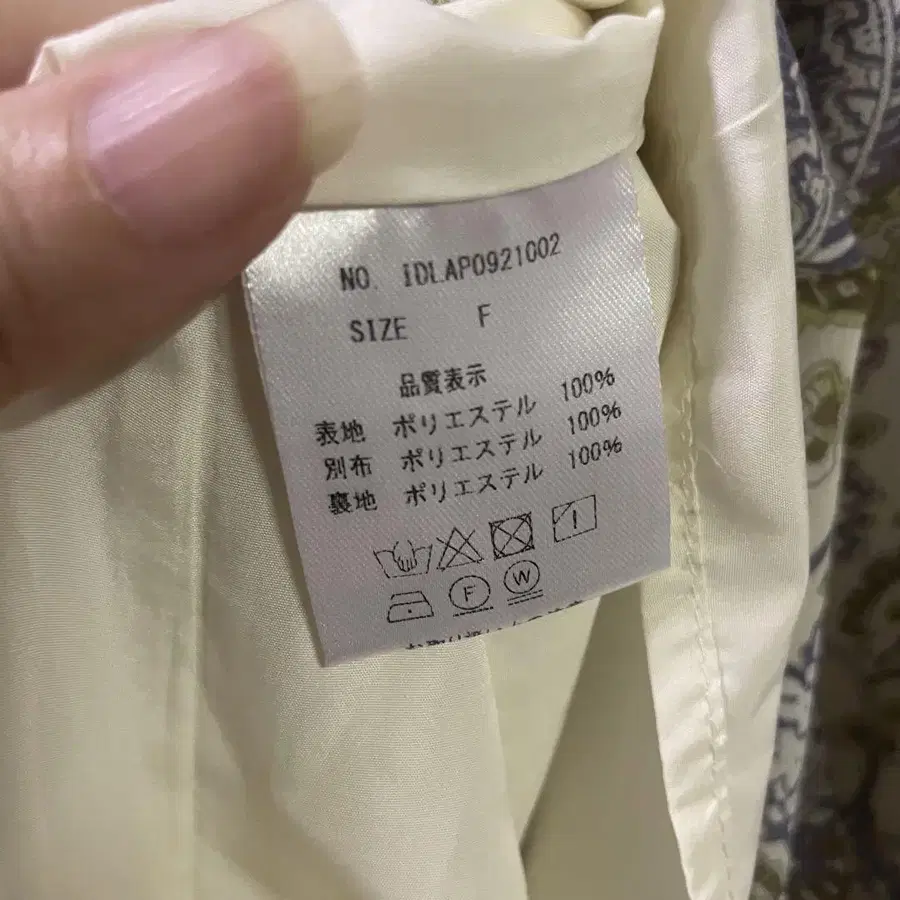 NO. IDLAP0921002
SIZE F
品質表示
表地 ポリエステル 100%
別布 ポリエステル 100%
裏地 ポリエステル 100%
F W